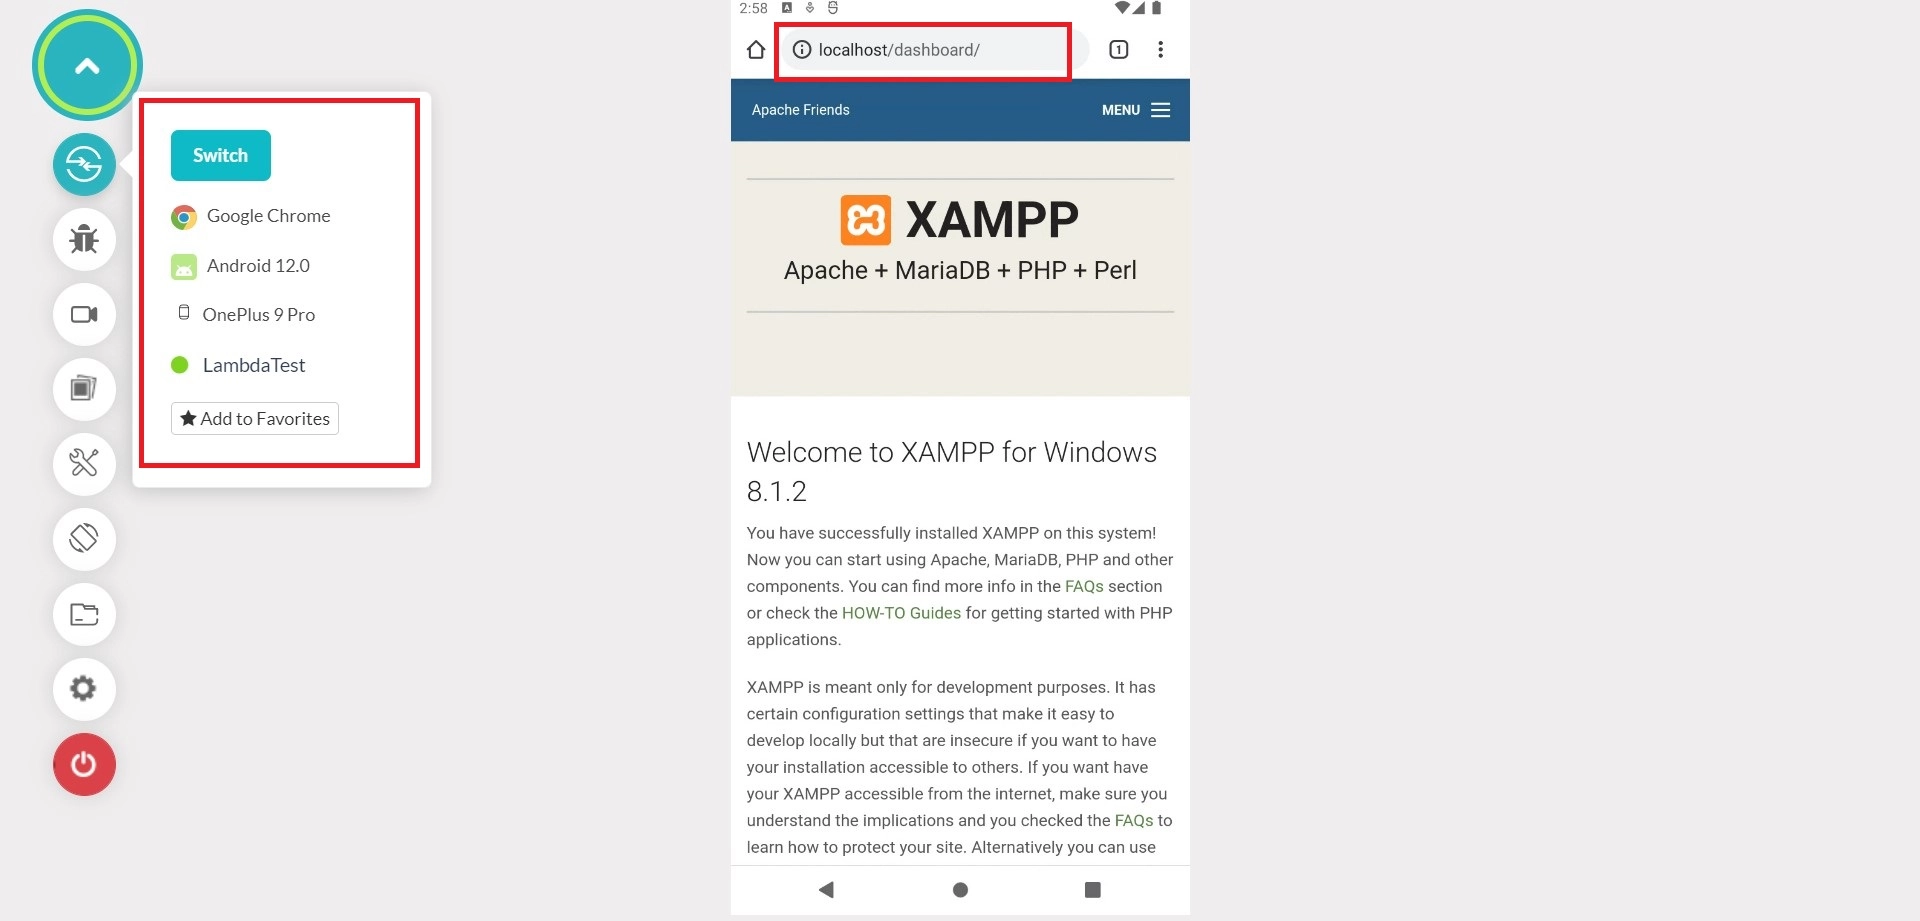 Switch
Google Chrome
Android 12.0
OnePlus 9 Pro
LambdaTest
Add to Favorites
2:58
localhost/dashboard/
1
Apache Friends
MENU
XAMPP
Apache + MariaDB + PHP + Perl
Welcome to XAMPP for Windows
8.1.2
You have successfully installed XAMPP on this system!
Now you can start using Apache, MariaDB, PHP and other
components. You can find more info in the FAQs section
or check the HOW-TO Guides for getting started with PHP
applications.
XAMPP is meant only for development purposes. It has
certain configuration settings that make it easy to
develop locally but that are insecure if you want to have
your installation accessible to others. If you want have
your XAMPP accessible from the internet, make sure you
understand the implications and you checked the FAQs to
learn how to protect your site. Alternatively you can use